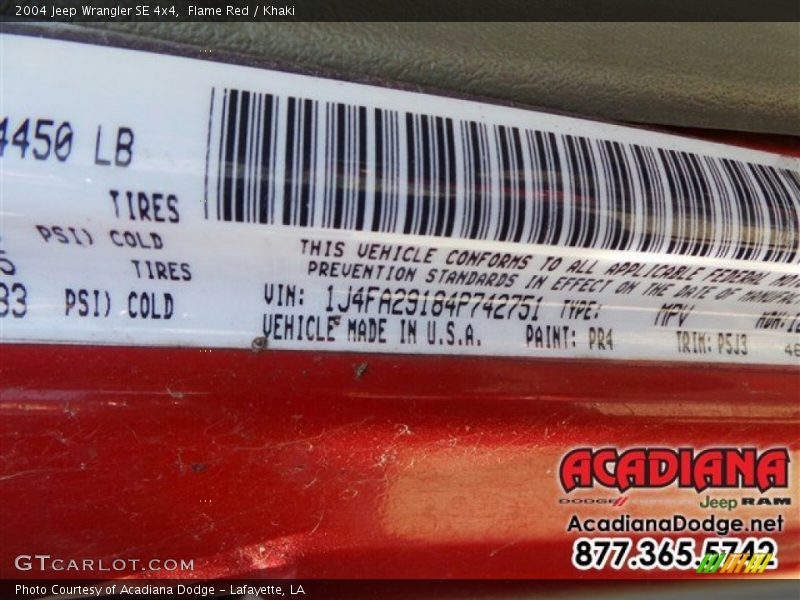 2004 Jeep Wrangler SE 4x4, Flame Red / Khaki
4450 LB
TIRES
PSI) COLD
TIRES
83 PSI) COLD
THIS VEHICLE CONFORMS TO ALL APPLICABLE FEDERAL
PREVENTION STANDARDS IN EFFECT ON THE DATE OF
VIN: 1J4FA29184P742751 TYPE: MPV
VEHICLE MADE IN U.S.A. PAINT: PR4 TRIM: P5J3
ACADIANA
DODGE CHRYSLER Jeep RAM
AcadianaDodge.net
877.365.5742
GTCARLOT.COM
Photo Courtesy of Acadiana Dodge - Lafayette, LA